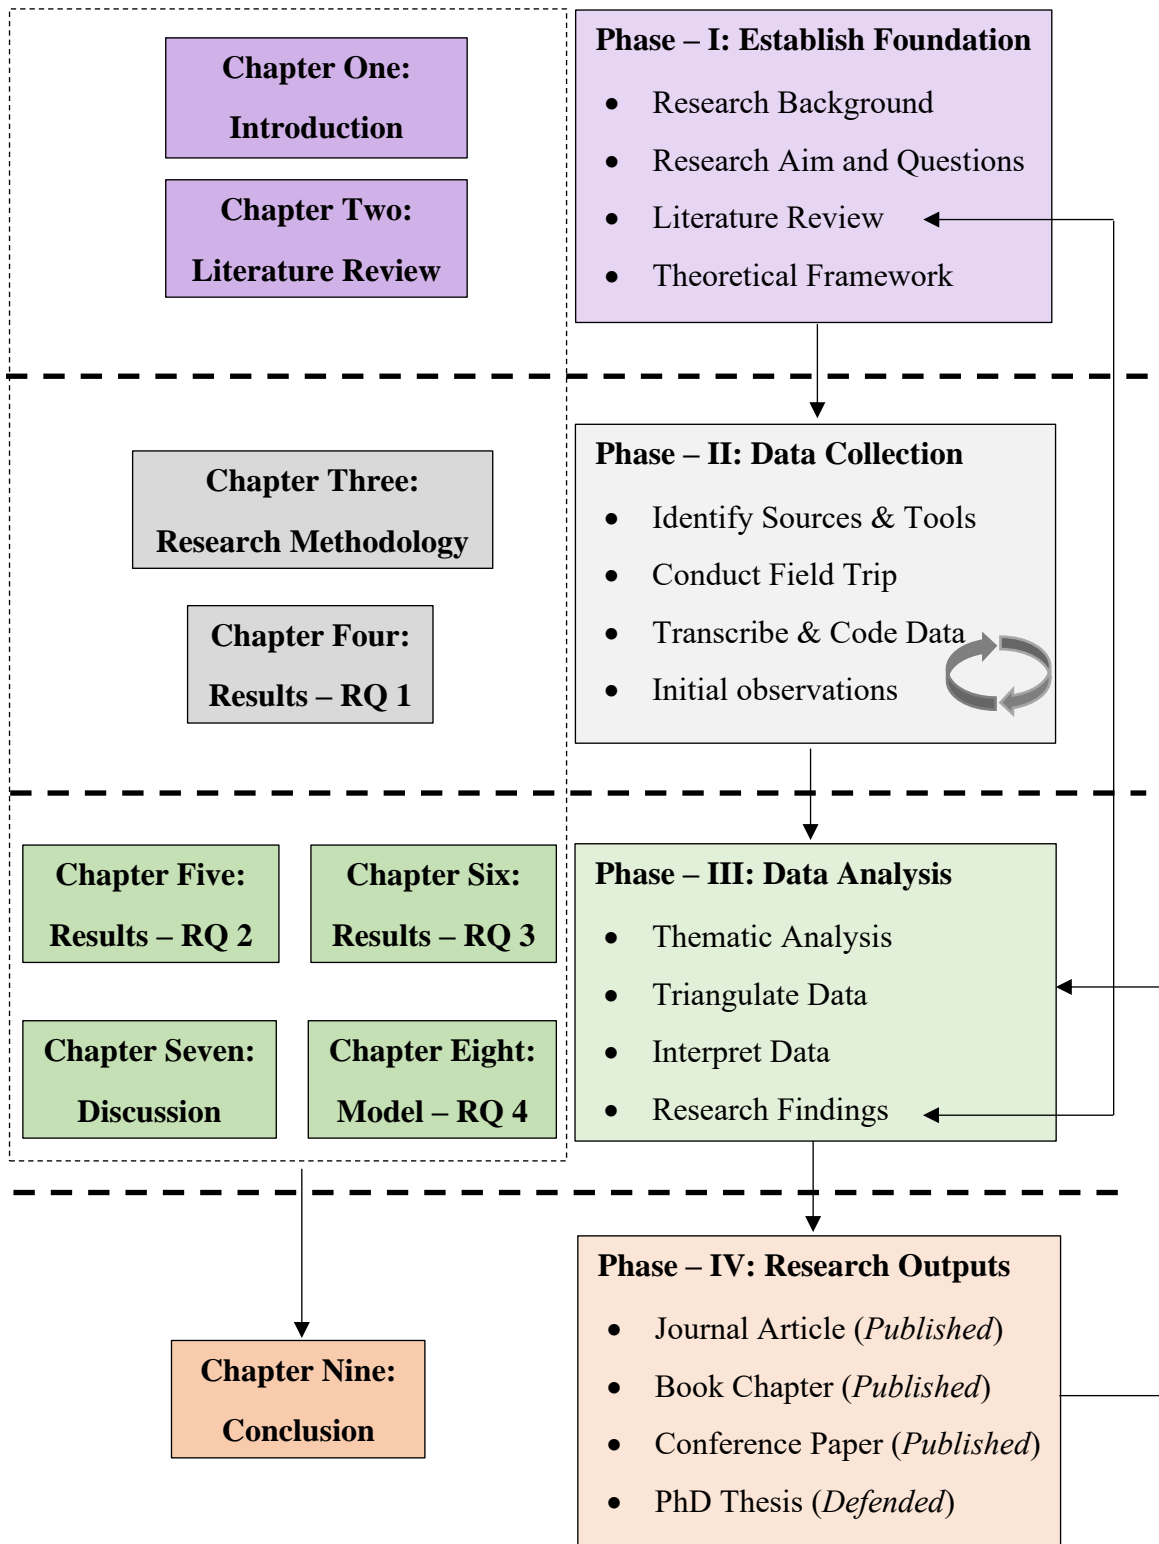 Chapter One:
Introduction
Chapter Two:
Literature Review
Phase – I: Establish Foundation
• Research Background
• Research Aim and Questions
• Literature Review
• Theoretical Framework
Chapter Three:
Research Methodology
Chapter Four:
Results – RQ 1
Phase – II: Data Collection
• Identify Sources & Tools
• Conduct Field Trip
• Transcribe & Code Data
• Initial observations
Chapter Five:
Results – RQ 2
Chapter Six:
Results – RQ 3
Chapter Seven:
Discussion
Chapter Eight:
Model – RQ 4
Phase – III: Data Analysis
• Thematic Analysis
• Triangulate Data
• Interpret Data
• Research Findings
Chapter Nine:
Conclusion
Phase – IV: Research Outputs
• Journal Article (Published)
• Book Chapter (Published)
• Conference Paper (Published)
• PhD Thesis (Defended)